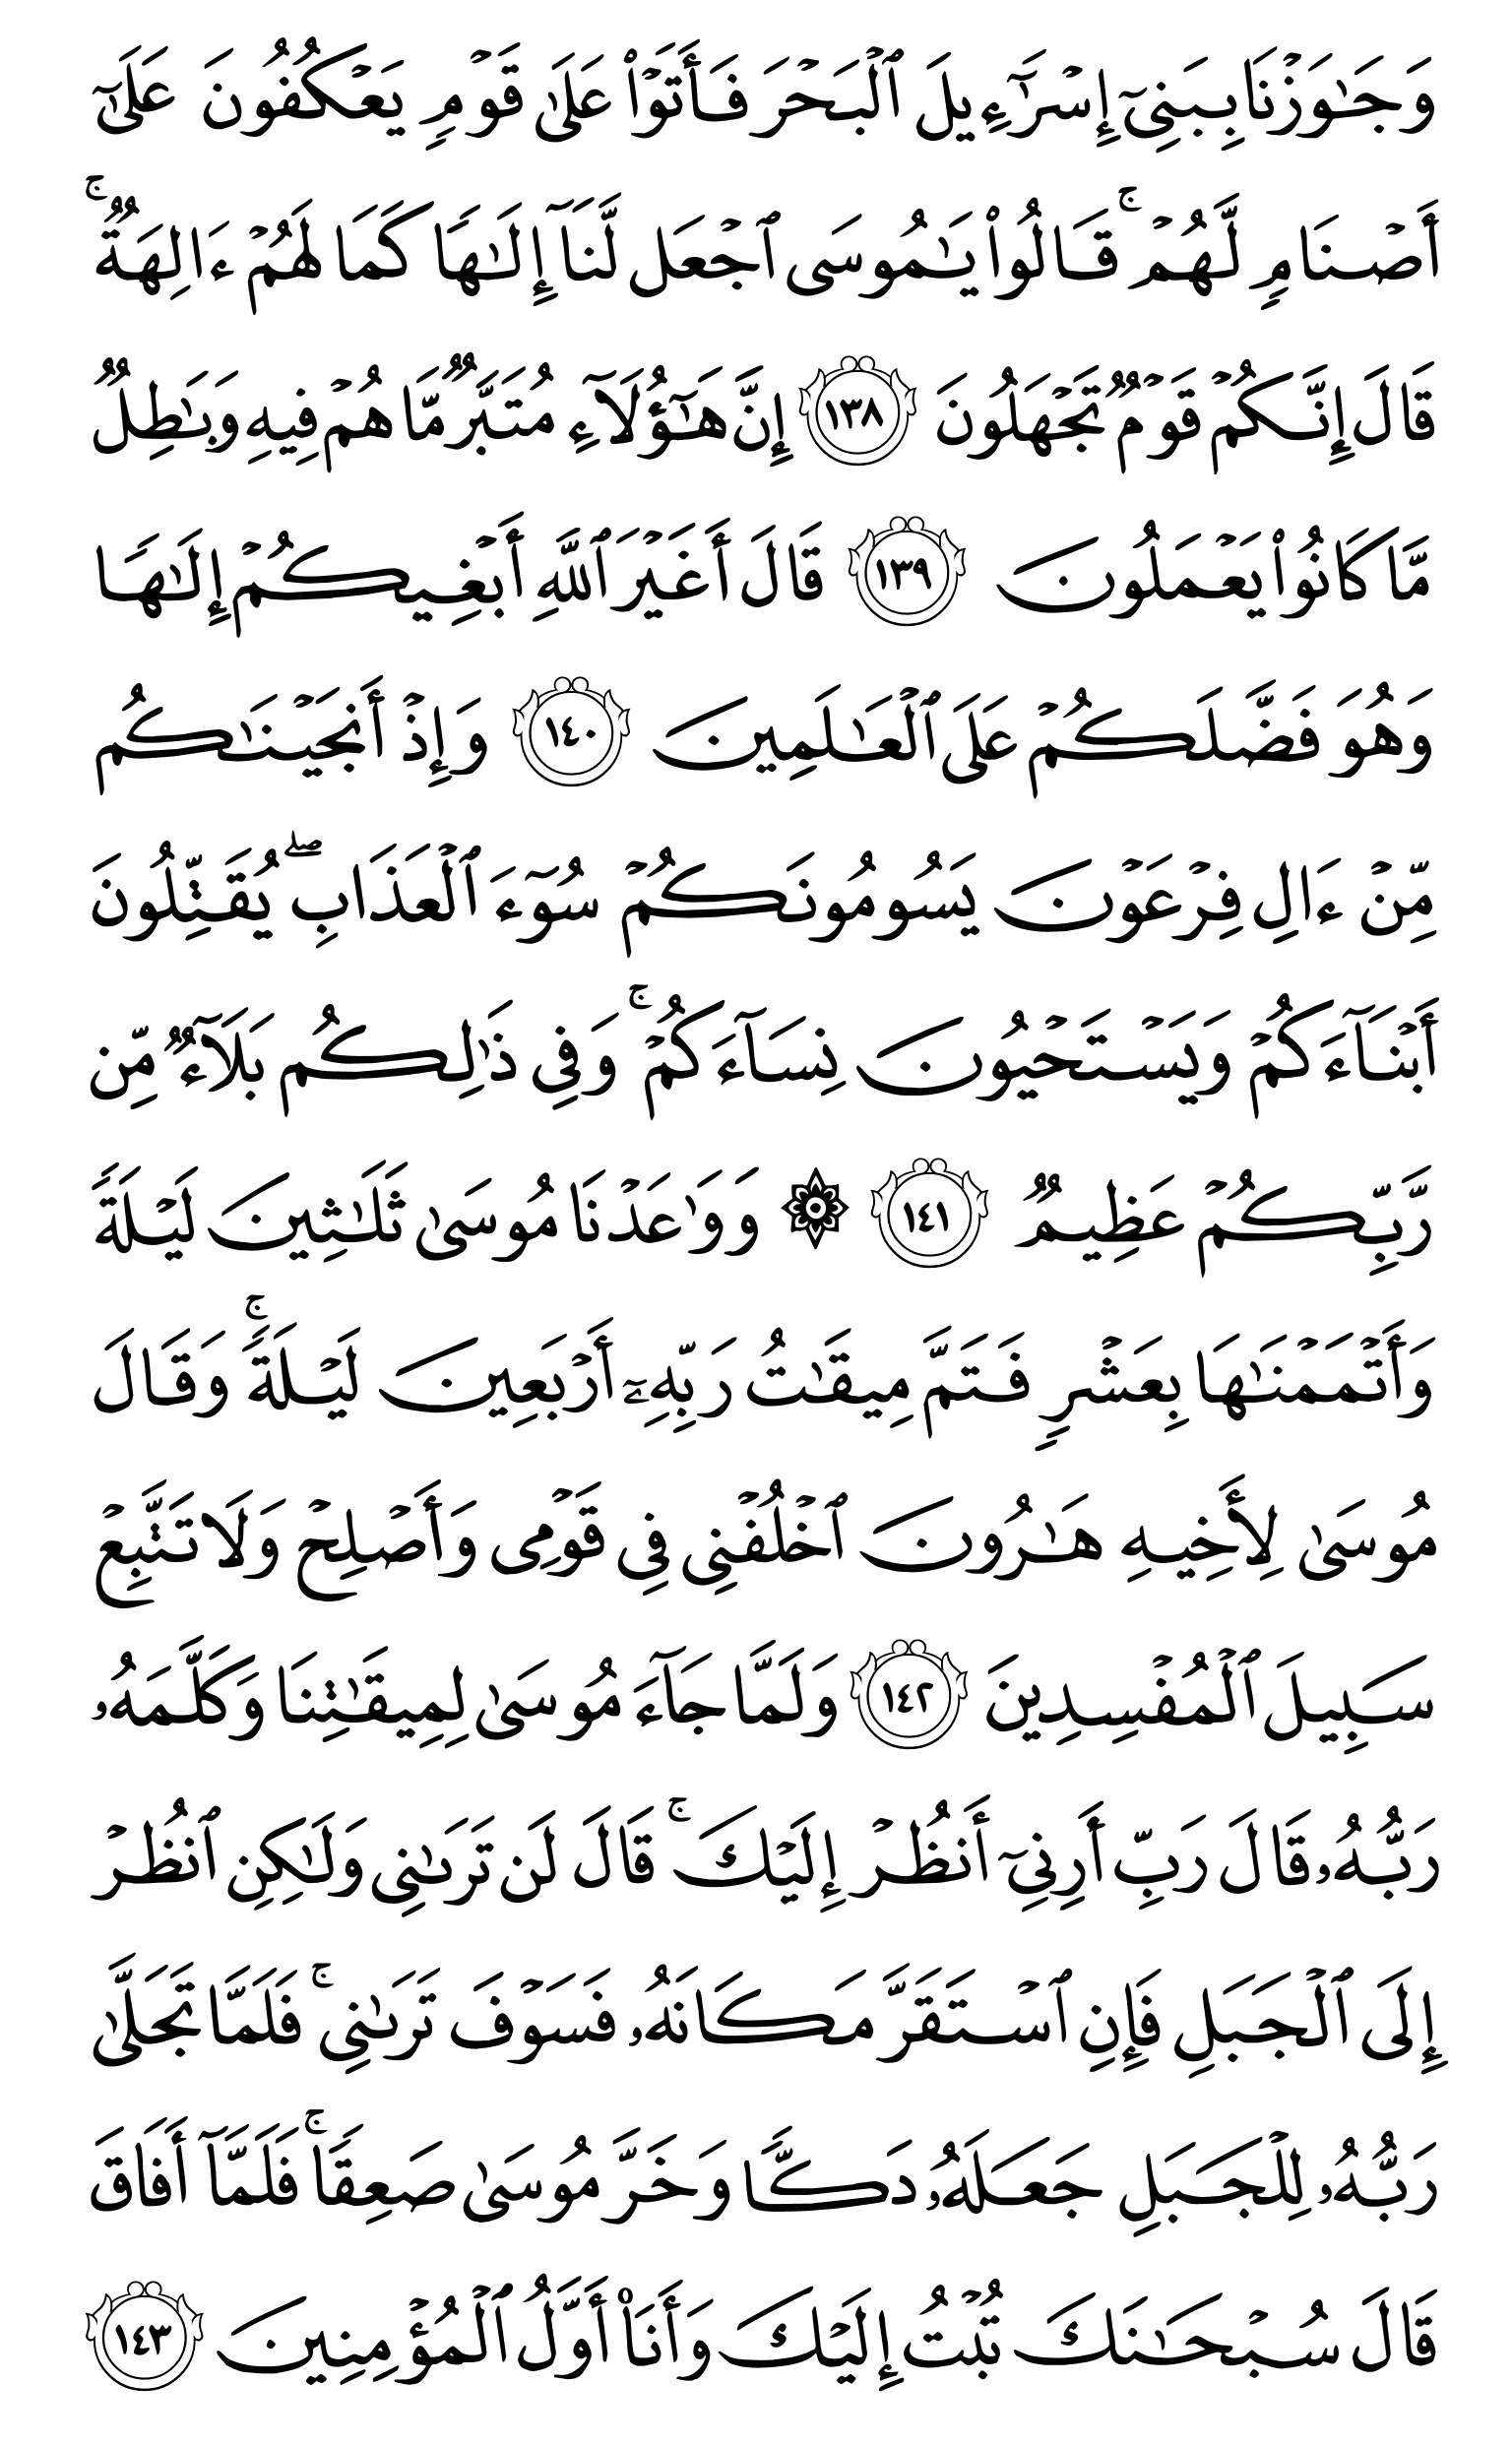 وَجَٰوَزْنَا بِبَنِىٓ إِسْرَٰٓءِيلَ ٱلْبَحْرَ فَأَتَوْا۟ عَلَىٰ قَوْمٍ يَعْكُفُونَ عَلَىٰٓ
أَصْنَامٍ لَّهُمْ ۚ قَالُوا۟ يَٰمُوسَى ٱجْعَل لَّنَآ إِلَٰهًا كَمَا لَهُمْ ءَالِهَةٌ ۚ
قَالَ إِنَّكُمْ قَوْمٌ تَجْهَلُونَ ١٣٨ إِنَّ هَٰٓؤُلَآءِ مُتَبَّرٌ مَّا هُمْ فِيهِ وَبَٰطِلٌ
مَّا كَانُوا۟ يَعْمَلُونَ ١٣٩ قَالَ أَغَيْرَ ٱللَّهِ أَبْغِيكُمْ إِلَٰهًا
وَهُوَ فَضَّلَكُمْ عَلَى ٱلْعَٰلَمِينَ ١٤٠ وَإِذْ أَنجَيْنَٰكُم
مِّنْ ءَالِ فِرْعَوْنَ يَسُومُونَكُمْ سُوٓءَ ٱلْعَذَابِ ۖ يُقَتِّلُونَ
أَبْنَآءَكُمْ وَيَسْتَحْيُونَ نِسَآءَكُمْ ۚ وَفِى ذَٰلِكُم بَلَآءٌ مِّن
رَّبِّكُمْ عَظِيمٌ ١٤١ ۞ وَوَٰعَدْنَا مُوسَىٰ ثَلَٰثِينَ لَيْلَةً
وَأَتْمَمْنَٰهَا بِعَشْرٍ فَتَمَّ مِيقَٰتُ رَبِّهِۦٓ أَرْبَعِينَ لَيْلَةً ۚ وَقَالَ
مُوسَىٰ لِأَخِيهِ هَٰرُونَ ٱخْلُفْنِى فِى قَوْمِى وَأَصْلِحْ وَلَا تَتَّبِعْ
سَبِيلَ ٱلْمُفْسِدِينَ ١٤٢ وَلَمَّا جَآءَ مُوسَىٰ لِمِيقَٰتِنَا وَكَلَّمَهُۥ
رَبُّهُۥ قَالَ رَبِّ أَرِنِىٓ أَنظُرْ إِلَيْكَ ۚ قَالَ لَن تَرَىٰنِى وَلَٰكِنِ ٱنظُرْ
إِلَى ٱلْجَبَلِ فَإِنِ ٱسْتَقَرَّ مَكَانَهُۥ فَسَوْفَ تَرَىٰنِى ۚ فَلَمَّا تَجَلَّىٰ
رَبُّهُۥ لِلْجَبَلِ جَعَلَهُۥ دَكًّا وَخَرَّ مُوسَىٰ صَعِقًا ۚ فَلَمَّآ أَفَاقَ
قَالَ سُبْحَٰنَكَ تُبْتُ إِلَيْكَ وَأَنَا۠ أَوَّلُ ٱلْمُؤْمِنِينَ ١٤٣